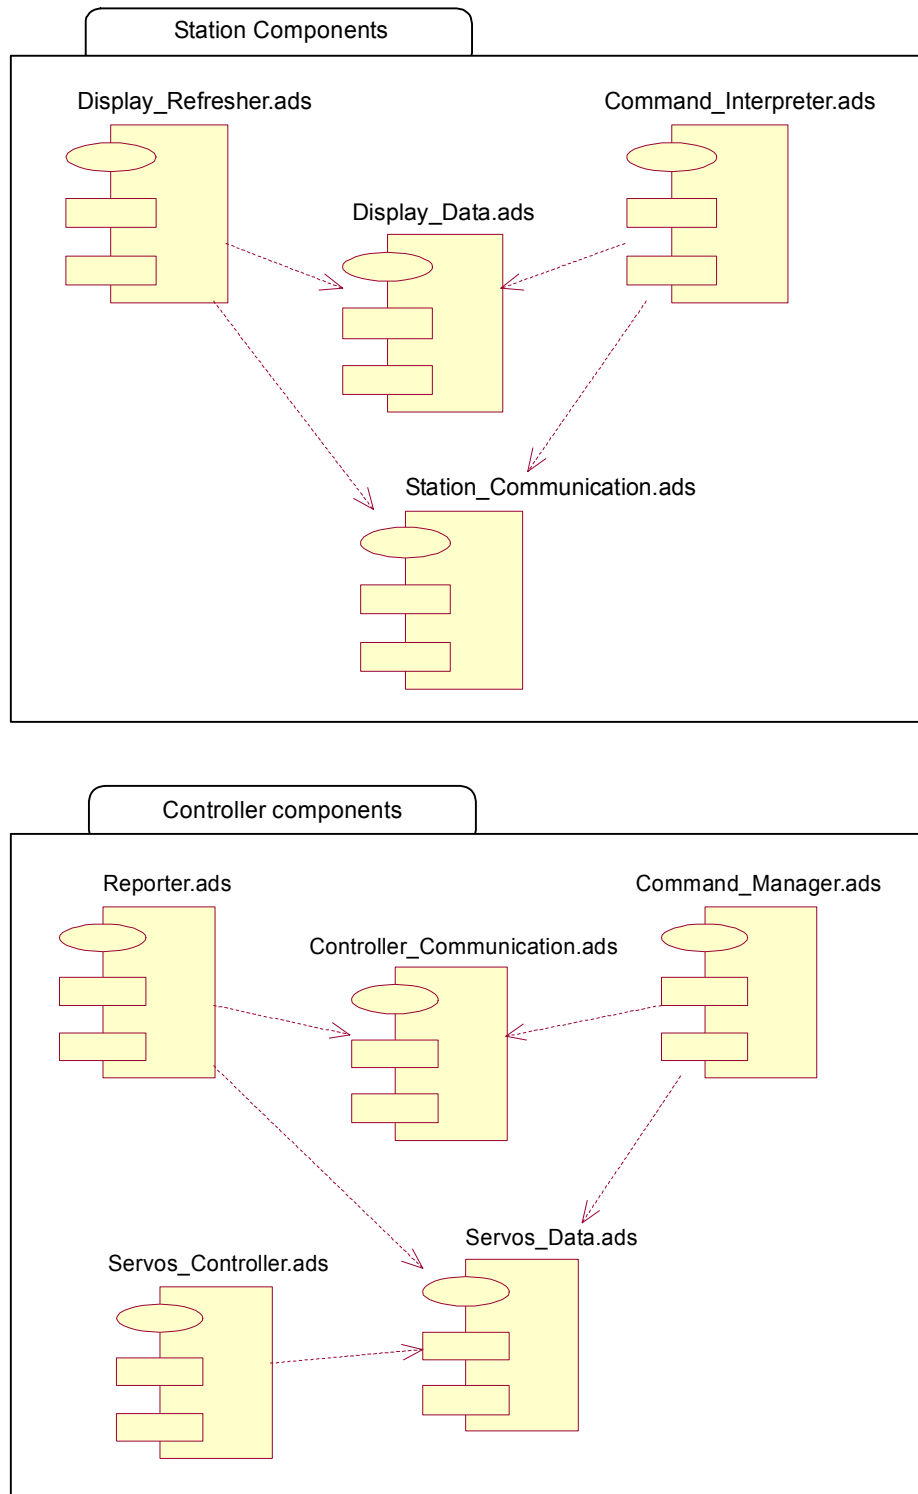 Station Components
Display_Refresher.ads
Command_Interpreter.ads
Display_Data.ads
Station_Communication.ads
Controller components
Reporter.ads
Command_Manager.ads
Controller_Communication.ads
Servos_Data.ads
Servos_Controller.ads